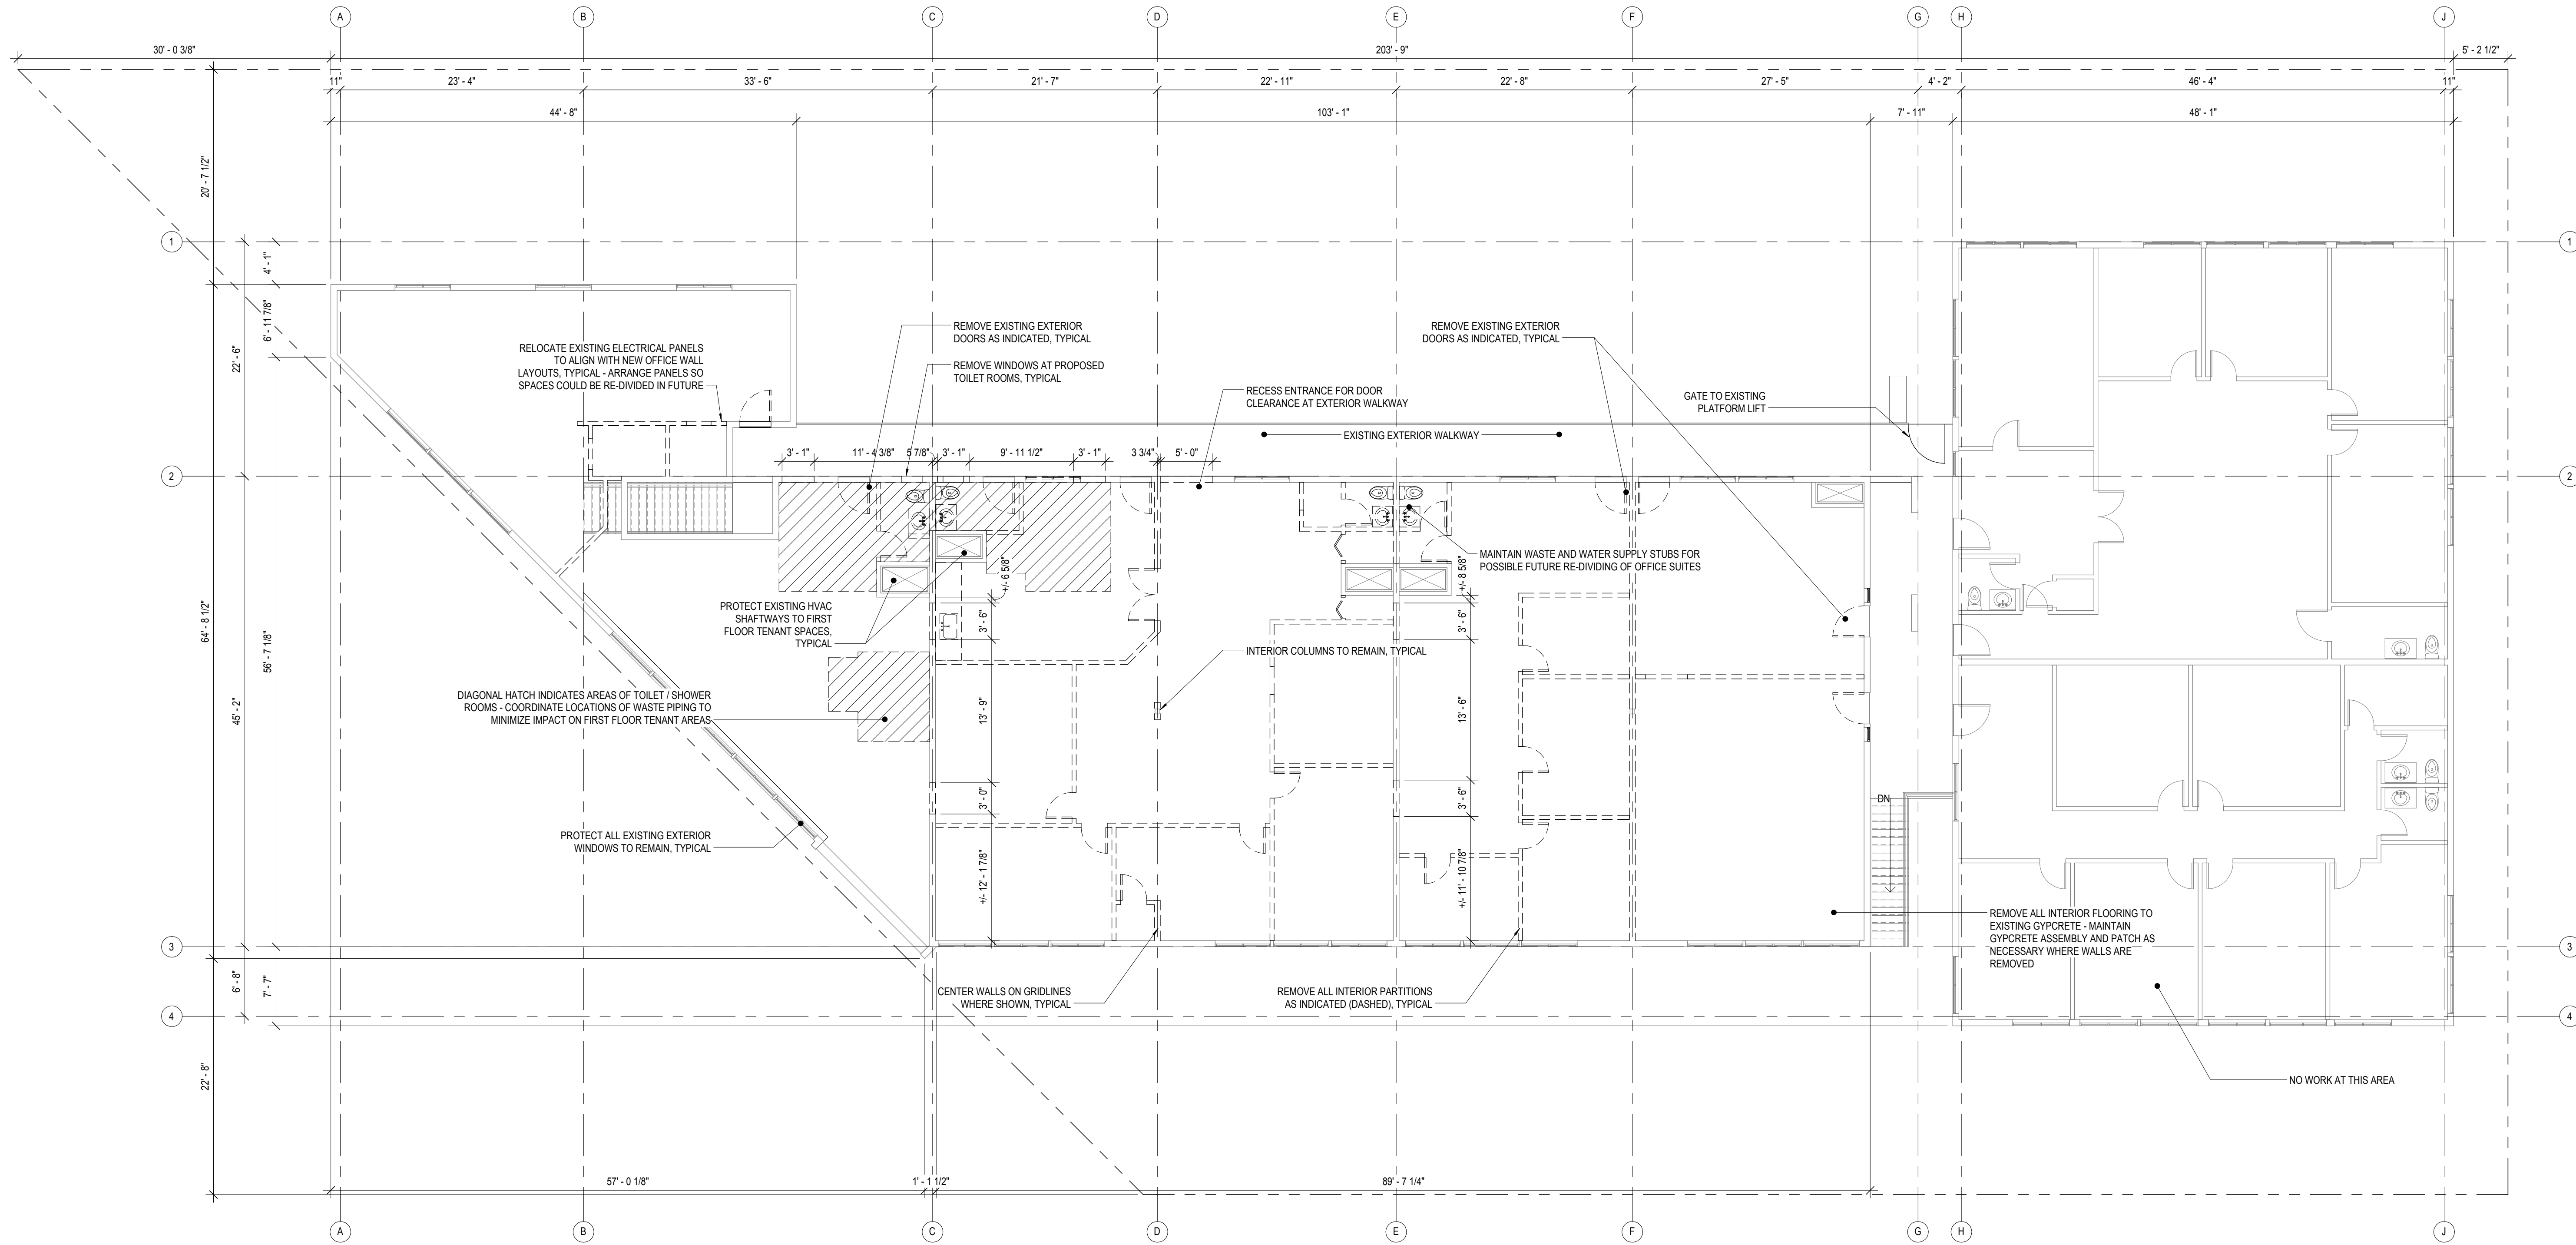 A B C D E F G H J
30' - 0 3/8" 203' - 9" 5' - 2 1/2"
11" 23' - 4" 33' - 6" 21' - 7" 22' - 11" 22' - 8" 27' - 5" 4' - 2" 46' - 4" 11"
44' - 8" 103' - 1" 7' - 11" 48' - 1"
20' - 7 1/2"
1 1
4' - 1"
6' - 11 7/8"
22' - 6"
RELOCATE EXISTING ELECTRICAL PANELS
TO ALIGN WITH NEW OFFICE WALL
LAYOUTS, TYPICAL - ARRANGE PANELS SO
SPACES COULD BE RE-DIVIDED IN FUTURE
REMOVE EXISTING EXTERIOR
DOORS AS INDICATED, TYPICAL
REMOVE WINDOWS AT PROPOSED
TOILET ROOMS, TYPICAL
RECESS ENTRANCE FOR DOOR
CLEARANCE AT EXTERIOR WALKWAY
REMOVE EXISTING EXTERIOR
DOORS AS INDICATED, TYPICAL
GATE TO EXISTING
PLATFORM LIFT
EXISTING EXTERIOR WALKWAY
3' - 1" 11' - 4 3/8" 5 7/8" 3' - 1" 9' - 11 1/2" 3' - 1" 3 3/4" 5' - 0"
2 2
MAINTAIN WASTE AND WATER SUPPLY STUBS FOR
POSSIBLE FUTURE RE-DIVIDING OF OFFICE SUITES
+/- 6 5/8"
+/- 8 5/8"
PROTECT EXISTING HVAC
SHAFTWAYS TO FIRST
FLOOR TENANT SPACES,
TYPICAL
3' - 6"
3' - 6"
64' - 8 1/2"
56' - 7 1/8"
45' - 2"
INTERIOR COLUMNS TO REMAIN, TYPICAL
DIAGONAL HATCH INDICATES AREAS OF TOILET / SHOWER
ROOMS - COORDINATE LOCATIONS OF WASTE PIPING TO
MINIMIZE IMPACT ON FIRST FLOOR TENANT AREAS
13' - 9"
13' - 6"
3' - 0"
3' - 6"
DN
PROTECT ALL EXISTING EXTERIOR
WINDOWS TO REMAIN, TYPICAL
+/- 12' - 1 7/8"
+/- 11' - 10 7/8"
REMOVE ALL INTERIOR FLOORING TO
EXISTING GYPCRETE - MAINTAIN
GYPCRETE ASSEMBLY AND PATCH AS
NECESSARY WHERE WALLS ARE
REMOVED
3 3
6' - 8"
7' - 7"
CENTER WALLS ON GRIDLINES
WHERE SHOWN, TYPICAL
REMOVE ALL INTERIOR PARTITIONS
AS INDICATED (DASHED), TYPICAL
4 4
22' - 8"
NO WORK AT THIS AREA
57' - 0 1/8" 1' - 1 1/2" 89' - 7 1/4"
A B C D E F G H J